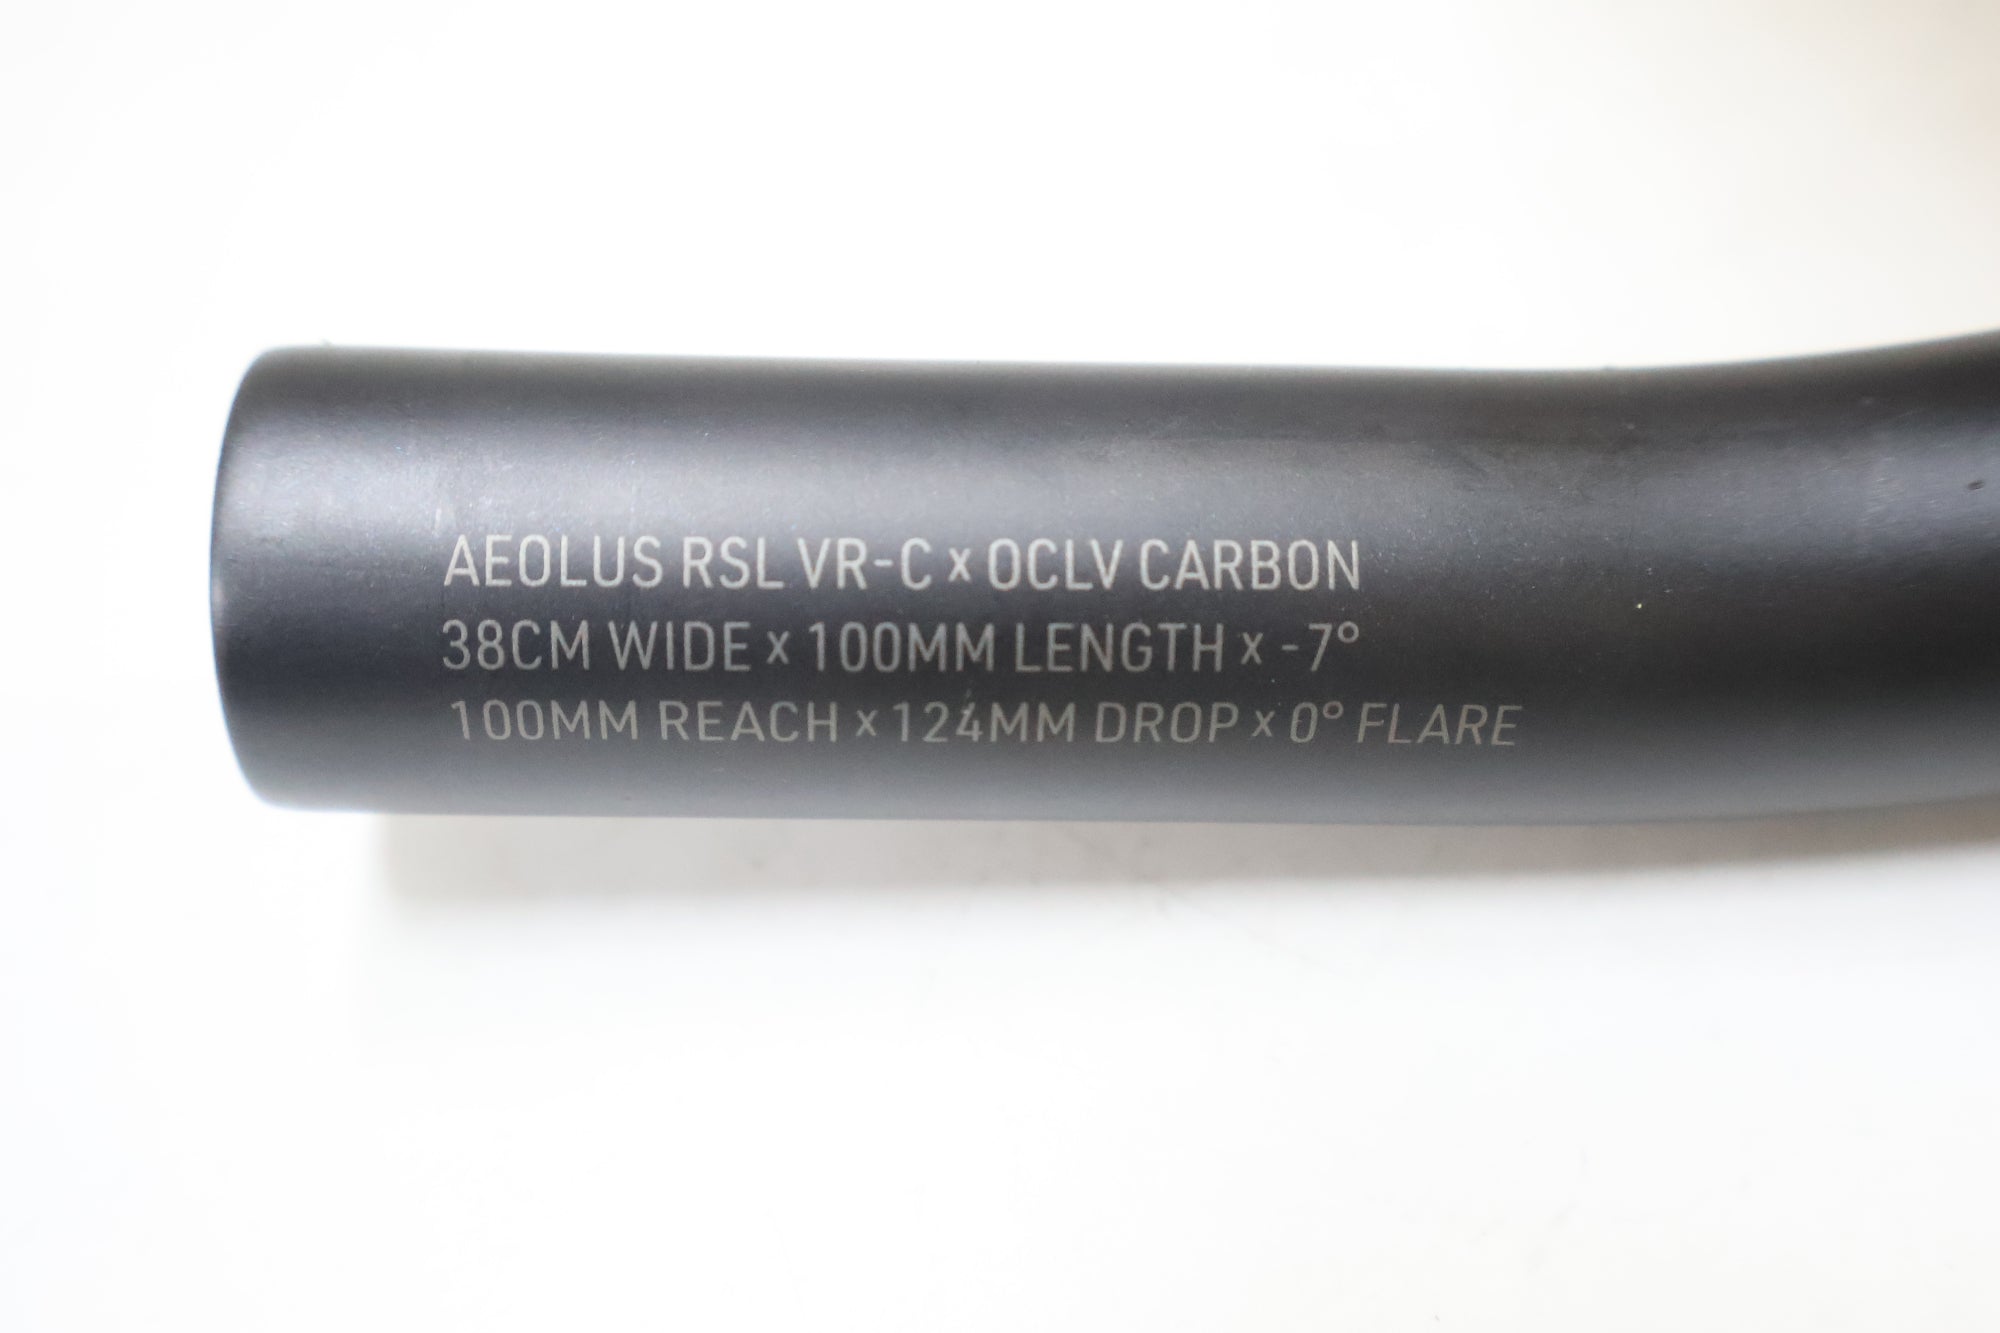 AEOLUS RSL VR-C x OCLV CARBON
38CM WIDE x 100MM LENGTH x -7°
100MM REACH x 124MM DROP x 0° FLARE